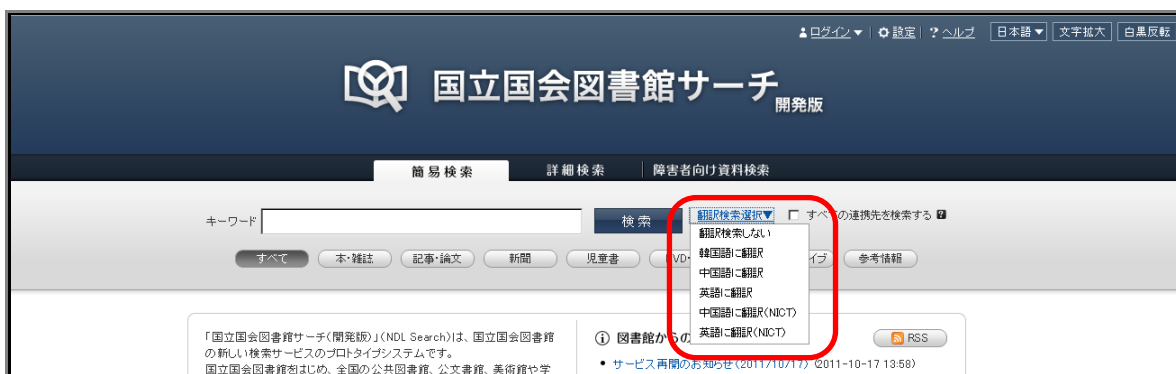 ログイン▼ 設定 ? ヘルプ 日本語▼ 文字拡大 白黒反転
国立国会図書館サーチ
開発版
簡易検索 詳細検索 障害者向け資料検索
キーワード 検索 翻訳検索選択▼ すべての連携先を検索する ?
翻訳検索しない
韓国語に翻訳
中国語に翻訳
英語に翻訳
中国語に翻訳(NICT)
英語に翻訳(NICT)
すべて 本・雑誌 記事・論文 新聞 児童書 イブ 参考情報
「国立国会図書館サーチ(開発版)」(NDL Search)は、国立国会図書館
の新しい検索サービスのプロトタイプシステムです。
国立国会図書館をはじめ、全国の公共図書館、公文書館、美術館や学
図書館からの RSS
• サービス再開のお知らせ(2011/10/17) (2011-10-17 13:58)